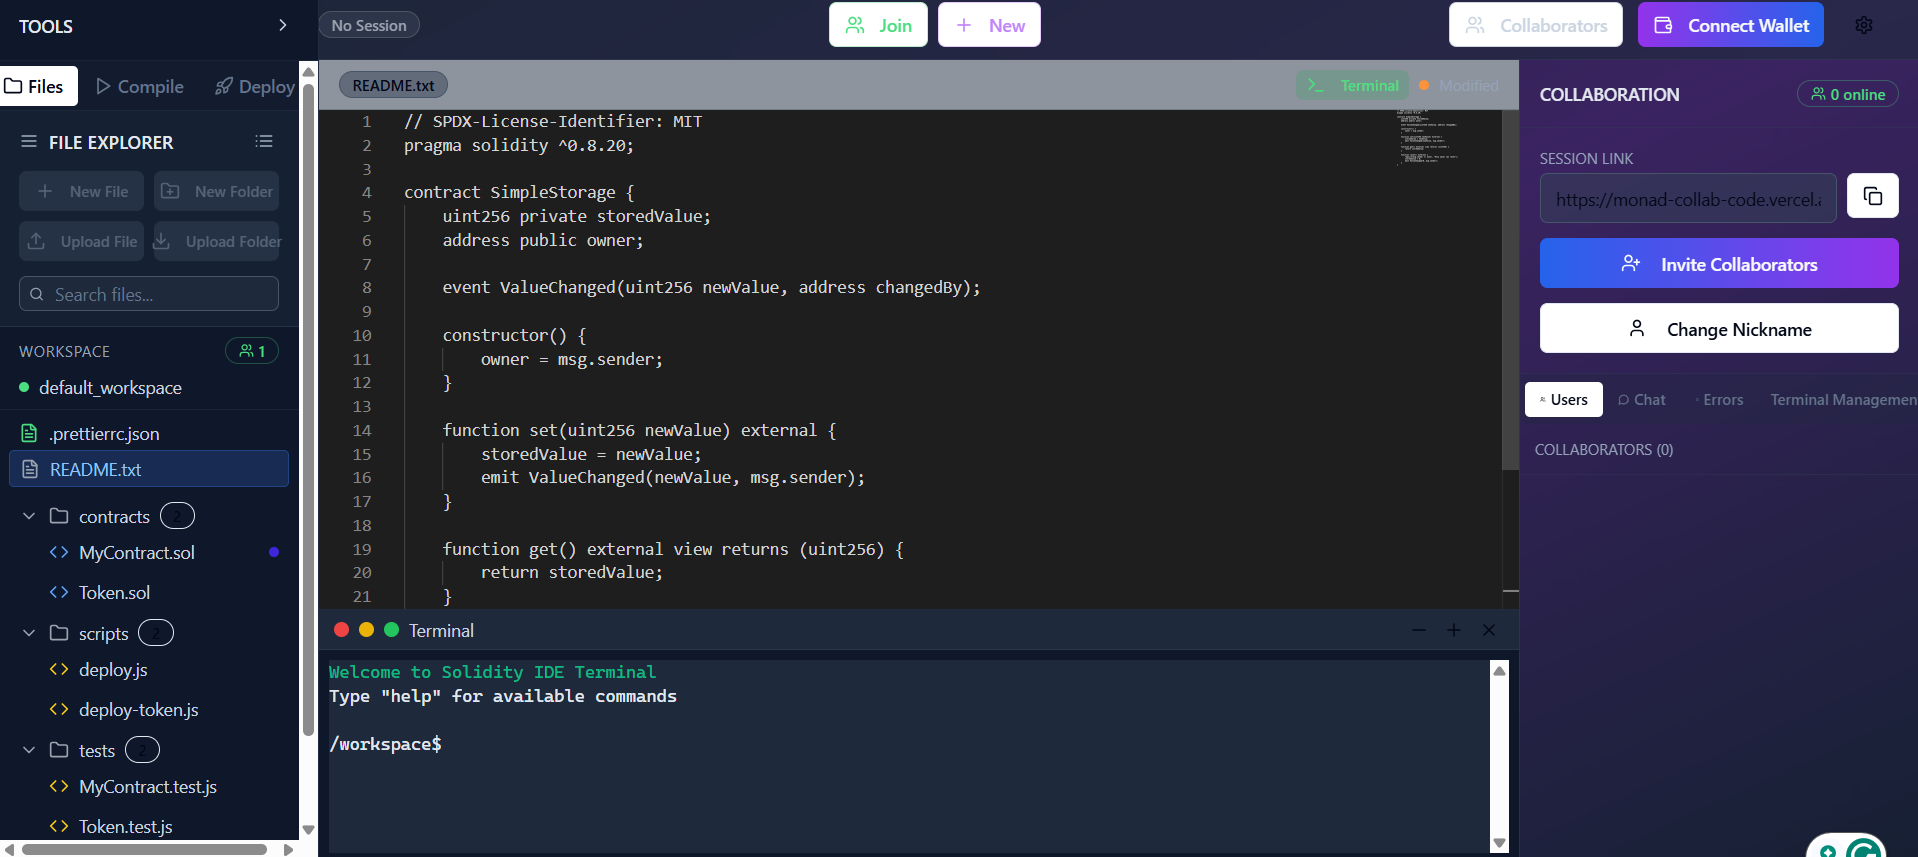 TOOLS
No Session
Join
New
Collaborators
Connect Wallet
Files
Compile
Deploy
FILE EXPLORER
New File
New Folder
Upload File
Upload Folder
Search files...
WORKSPACE
1
default_workspace
.prettierrc.json
README.txt
contracts
2
MyContract.sol
Token.sol
scripts
2
deploy.js
deploy-token.js
tests
2
MyContract.test.js
Token.test.js
README.txt
Terminal
Modified
1 // SPDX-License-Identifier: MIT
2 pragma solidity ^0.8.20;
3
4 contract SimpleStorage {
5 uint256 private storedValue;
6 address public owner;
7
8 event ValueChanged(uint256 newValue, address changedBy);
9
10 constructor() {
11 owner = msg.sender;
12 }
13
14 function set(uint256 newValue) external {
15 storedValue = newValue;
16 emit ValueChanged(newValue, msg.sender);
17 }
18
19 function get() external view returns (uint256) {
20 return storedValue;
21 }
Terminal
Welcome to Solidity IDE Terminal
Type "help" for available commands
/workspace$
COLLABORATION
0 online
SESSION LINK
https://monad-collab-code.vercel.a
Invite Collaborators
Change Nickname
Users
Chat
Errors
Terminal Managemen
COLLABORATORS (0)